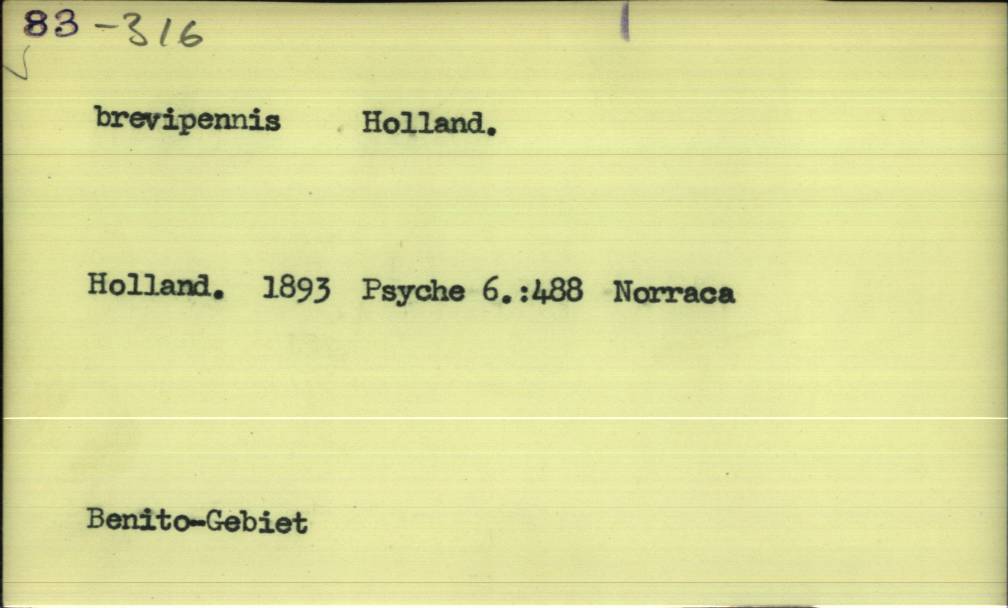 83-316
brevipennis Holland.
Holland. 1893 Psyche 6.:488 Norraca
Benito-Gebiet